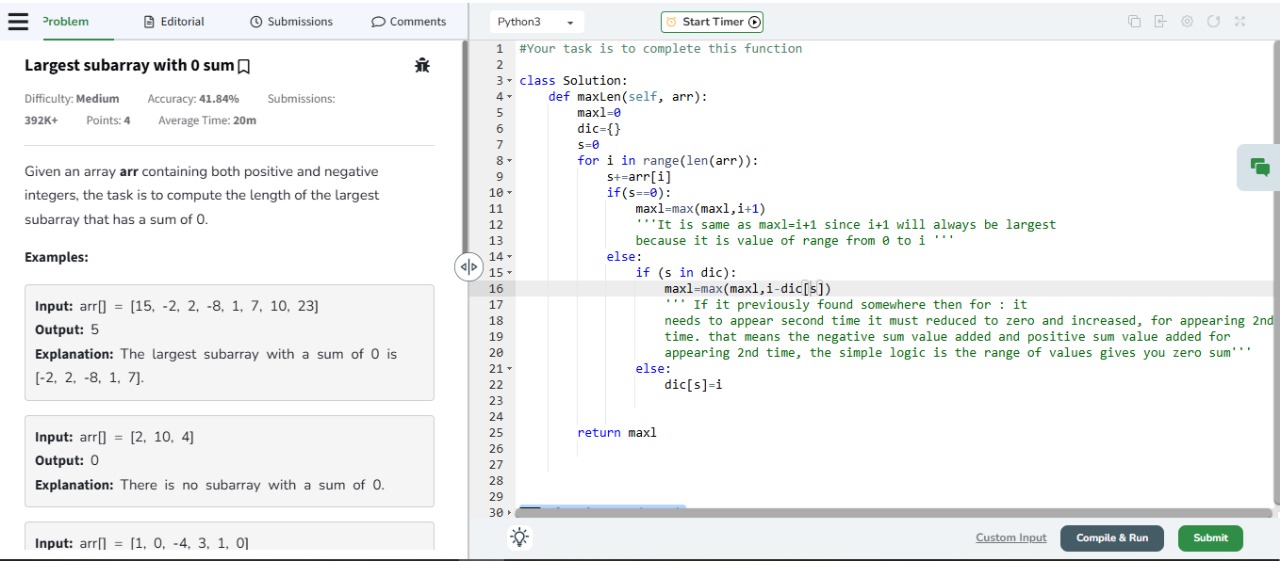 Problem Editorial Submissions Comments
Largest subarray with 0 sum
Difficulty: Medium Accuracy: 41.84% Submissions:
392K+ Points: 4 Average Time: 20m
Given an array arr containing both positive and negative
integers, the task is to compute the length of the largest
subarray that has a sum of 0.
Examples:
Input: arr[] = [15, -2, 2, -8, 1, 7, 10, 23]
Output: 5
Explanation: The largest subarray with a sum of 0 is
[-2, 2, -8, 1, 7].
Input: arr[] = [2, 10, 4]
Output: 0
Explanation: There is no subarray with a sum of 0.
Input: arr[] = [1, 0, -4, 3, 1, 0]
Python3 Start Timer
1 #Your task is to complete this function
2
3 class Solution:
4     def maxLen(self, arr):
5         maxl=0
6         dic={}
7         s=0
8         for i in range(len(arr)):
9             s+=arr[i]
10             if(s==0):
11                 maxl=max(maxl,i+1)
12                 '''It is same as maxl=i+1 since i+1 will always be largest
13                 because it is value of range from 0 to i '''
14             else:
15                 if (s in dic):
16                     maxl=max(maxl,i-dic[s])
17                     ''' If it previously found somewhere then for : it
18                     needs to appear second time it must reduced to zero and increased, for appearing 2nd
19                     time. that means the negative sum value added and positive sum value added for
20                     appearing 2nd time, the simple logic is the range of values gives you zero sum'''
21                 else:
22                     dic[s]=i
23
24
25         return maxl
26
27
28
29
30
Custom Input Compile & Run Submit